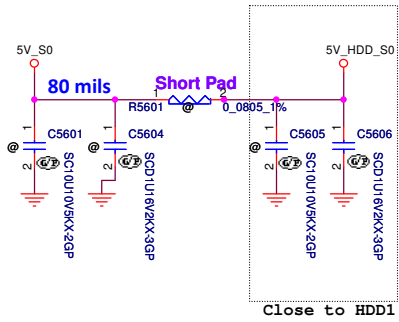 5V_S0
5V_HDD_S0
80 mils
Short Pad
1
R5601
2
@
0_0805_1%
1
C5601
@
G/P
2
SC10U10V5KX-2GP
1
C5604
G/P
2
SCD1U16V2KX-3GP
1
C5605
@
G/P
2
SC10U10V5KX-2GP
1
C5606
G/P
2
SCD1U16V2KX-3GP
Close to HDD1